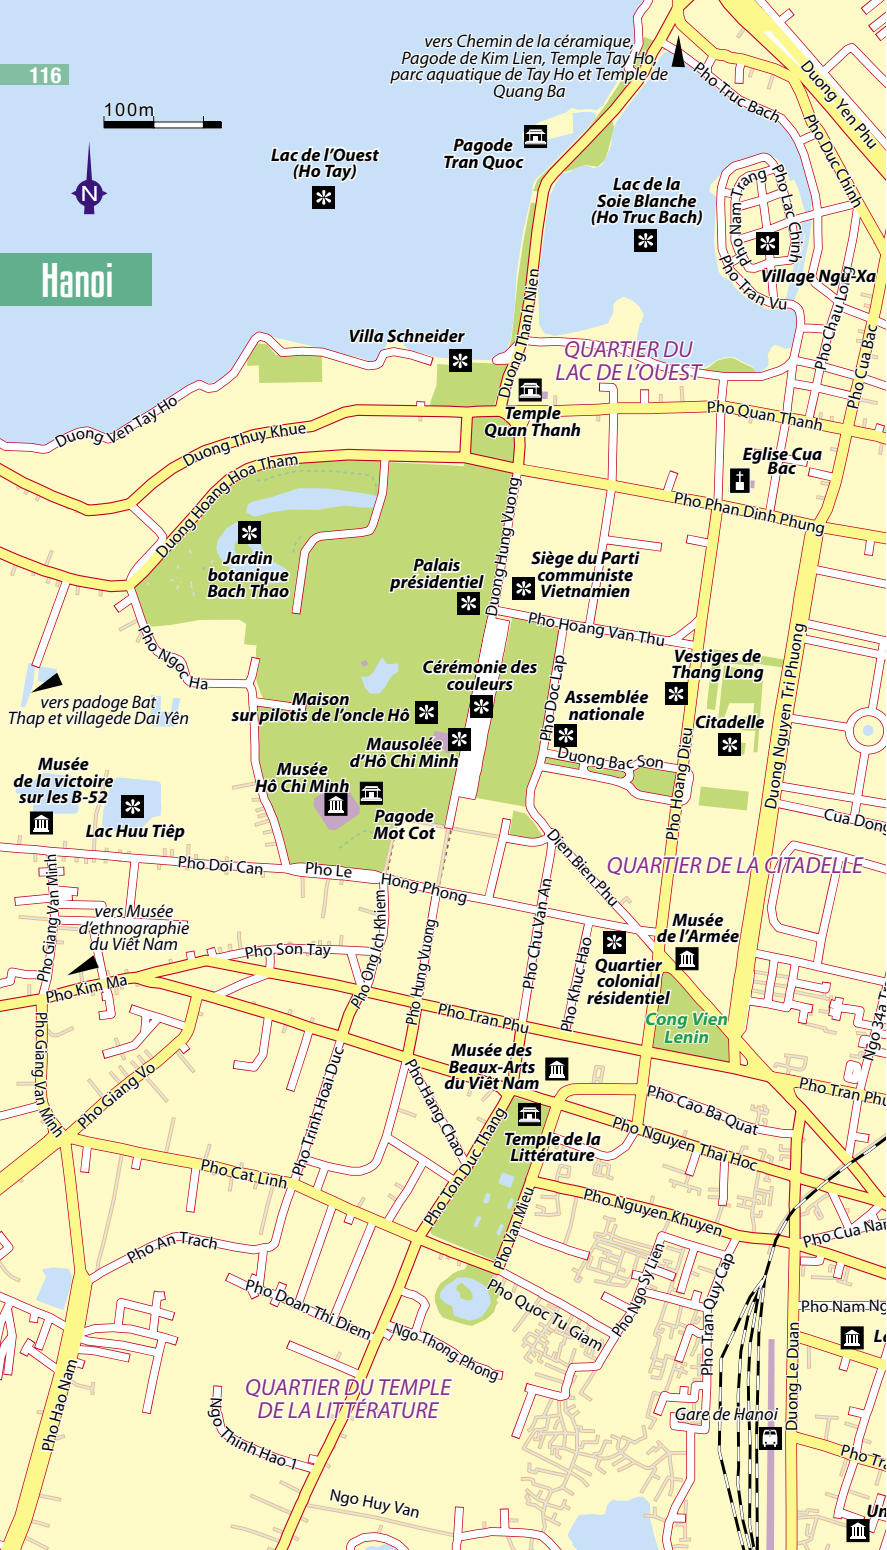 vers Chemin de la céramique,
Pagode de Kim Lien, Temple Tay Ho,
parc aquatique de Tay Ho et Temple de
Quang Ba
116
100m
N
Hanoi
Pho Truc Bach
Duong Yen Phu
Pho Duc Chinh
Lac de l'Ouest
(Ho Tay)
Pagode
Tran Quoc
Lac de la
Soie Blanche
(Ho Truc Bach)
Pho Nam Trang
Pho Lac Chinh
Village Ngu-Xa
Pho Tran Vu
Pho Chau Long
Pho Cua Bac
Villa Schneider
Duong Thanh Nien
QUARTIER DU
LAC DE L'OUEST
Duong Ven Tay Ho
Duong Thuy Khue
Duong Hoang Hoa Tham
Temple
Quan Thanh
Pho Quan Thanh
Eglise Cua
Bac
Pho Phan Dinh Phung
Duong Hung Vuong
Jardin
botanique
Bach Thao
Palais
présidentiel
Siège du Parti
communiste
Vietnamien
Pho Hoang Van Thu
Pho Ngoc Ha
Pho Doc Lap
Duong Nguyen Tri Phuong
Cérémonie des
couleurs
Vestiges de
Thang Long
vers padoge Bat
Thap et villagede Dai Yên
Maison
sur pilotis de l'oncle Hô
Assemblée
nationale
Citadelle
Mausolée
d'Hô Chi Minh
Duong Bac Son
Pho Hoang Dieu
Musée
de la victoire
sur les B-52
Musée
Hô Chi Minh
Lac Huu Tiêp
Pagode
Mot Cot
Cua Dong
Dien Bien Phu
QUARTIER DE LA CITADELLE
Pho Doi Can
Pho Le
Hong Phong
Pho Giang Van Minh
vers Musée
d'ethnographie
du Viêt Nam
Pho Ong Ich Khiem
Pho Hung Vuong
Pho Chu Van An
Pho Khuc Hao
Musée
de l'Armée
Pho Son Tay
Quartier
colonial
résidentiel
Pho Kim Ma
Pho Tran Phu
Cong Vien
Lenin
Ngo 34a Tr
Pho Giang Van Minh
Pho Giang Vo
Pho Trinh Hoai Duc
Musée des
Beaux-Arts
du Viêt Nam
Pho Hang Chao
Pho Cao Ba Quat
Pho Tran Phu
Pho Ton Duc Thang
Temple de la
Littérature
Pho Nguyen Thai Hoc
Pho Cat Linh
Pho Van Mieu
Pho Nguyen Khuyen
Pho Cua Nam
Pho An Trach
Pho Ngo Sy Lien
Pho Tran Quy Cap
Pho Doan Thi Diem
Pho Quoc Tu Giam
Pho Nam Ng
Ngo Thong Phong
Duong Le Duan
Pho Hao Nam
QUARTIER DU TEMPLE
DE LA LITTÉRATURE
Ngo Thinh Hao 1
Gare de Hanoi
Pho Tra
Ngo Huy Van